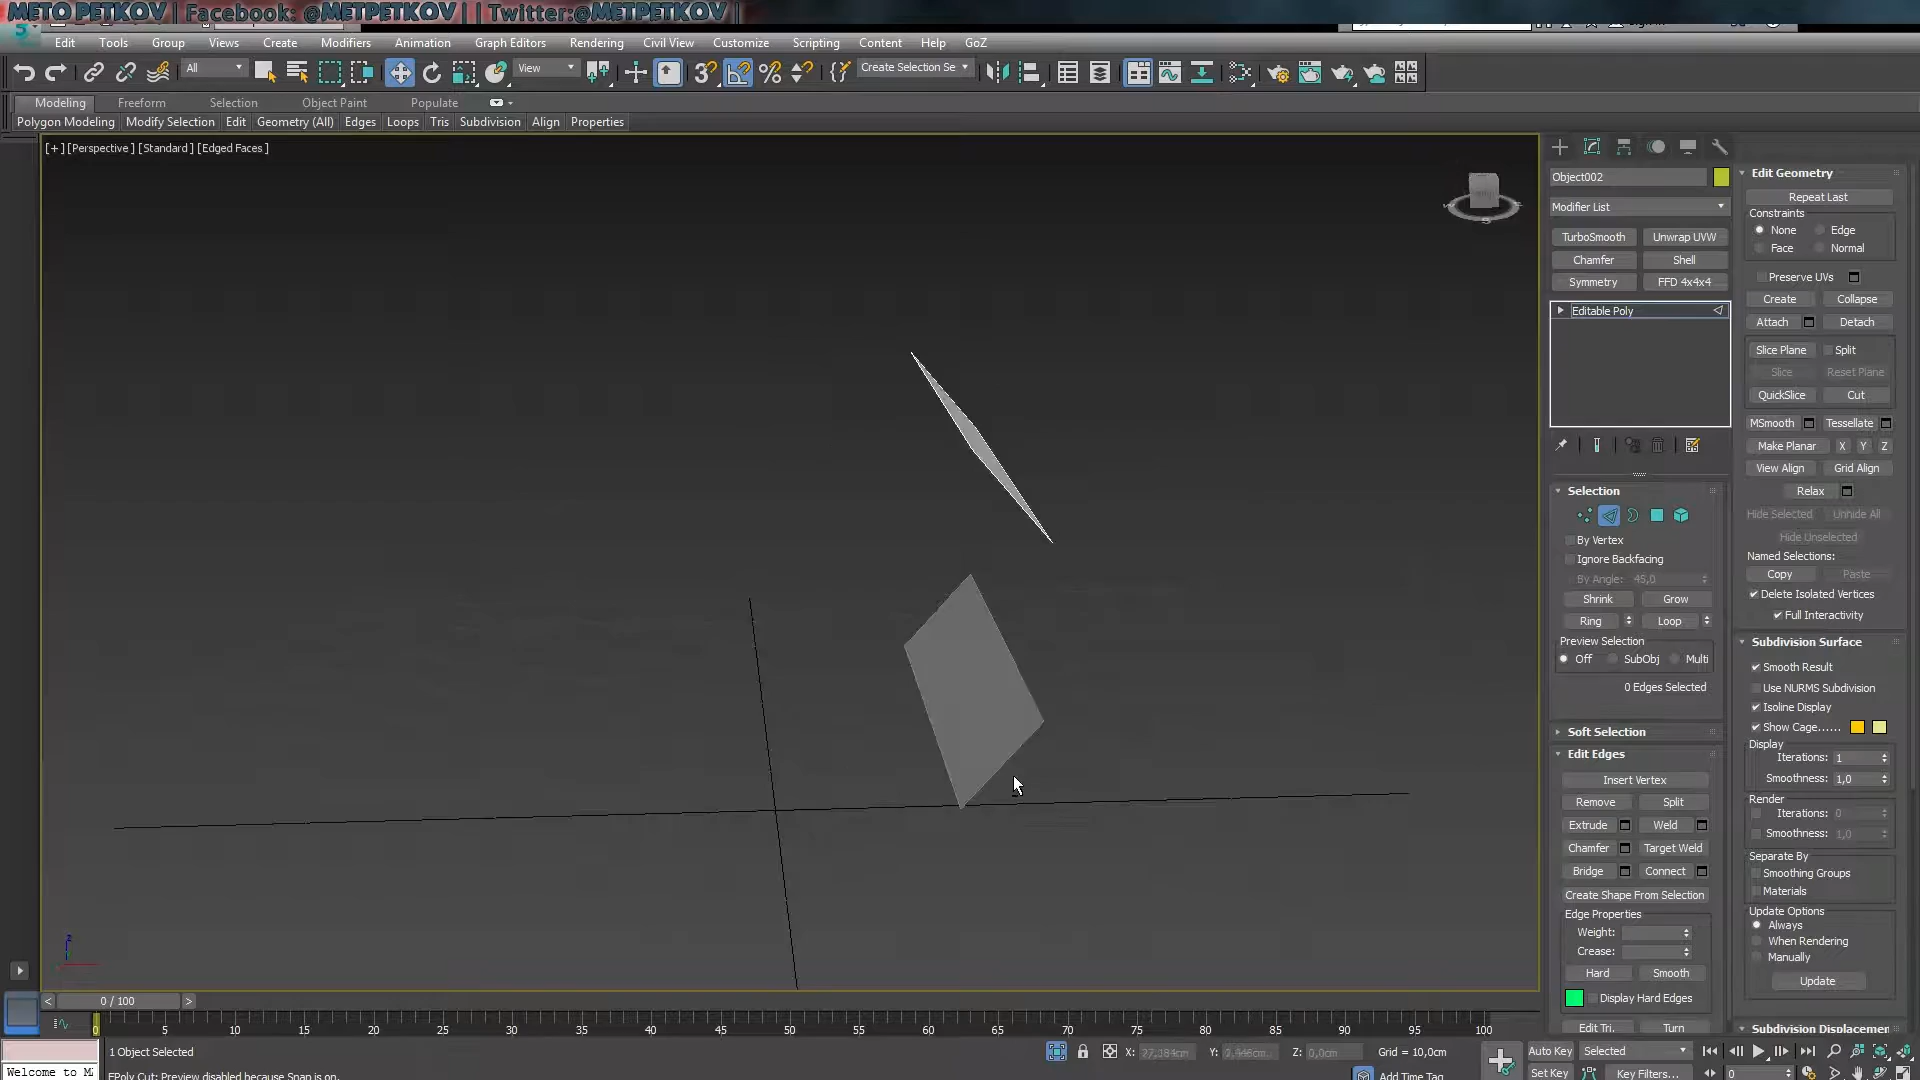 METO PETKOV | Facebook: @METPETKOV | | Twitter:@METPETKOV |
Edit Tools Group Views Create Modifiers Animation Graph Editors Rendering Civil View Customize Scripting Content Help GoZ
All View Create Selection Se
Modeling Freeform Selection Object Paint Populate
Polygon Modeling Modify Selection Edit Geometry (All) Edges Loops Tris Subdivision Align Properties
[+] [Perspective] [Standard] [Edged Faces]
Object002
Modifier List
TurboSmooth Unwrap UVW
Chamfer Shell
Symmetry FFD 4x4x4
Editable Poly
Selection
By Vertex
Ignore Backfacing
By Angle: 45,0
Shrink Grow
Ring Loop
Preview Selection
Off SubObj Multi
0 Edges Selected
Soft Selection
Edit Edges
Insert Vertex
Remove Split
Extrude Weld
Chamfer Target Weld
Bridge Connect
Create Shape From Selection
Edge Properties
Weight:
Crease:
Hard Smooth
Display Hard Edges
Edit Tri. Turn
Edit Geometry
Repeat Last
Constraints
None Edge
Face Normal
Preserve UVs
Create Collapse
Attach Detach
Slice Plane Split
Slice Reset Plane
QuickSlice Cut
MSmooth Tessellate
Make Planar X Y Z
View Align Grid Align
Relax
Hide Selected Unhide All
Hide Unselected
Named Selections:
Copy Paste
Delete Isolated Vertices
Full Interactivity
Subdivision Surface
Smooth Result
Use NURMS Subdivision
Isoline Display
Show Cage......
Display
Iterations: 1
Smoothness: 1,0
Render
Iterations: 0
Smoothness: 1,0
Separate By
Smoothing Groups
Materials
Update Options
Always
When Rendering
Manually
Update
Subdivision Displacemen
z
< 0 / 100 >
0 5 10 15 20 25 30 35 40 45 50 55 60 65 70 75 80 85 90 95 100
1 Object Selected X: 27,184cm Y: Z: 0,0cm Grid = 10,0cm Auto Key Selected
Welcome to M EPoly Cut: Preview disabled because Snap is on. Add Time Tag Set Key Key Filters... 0